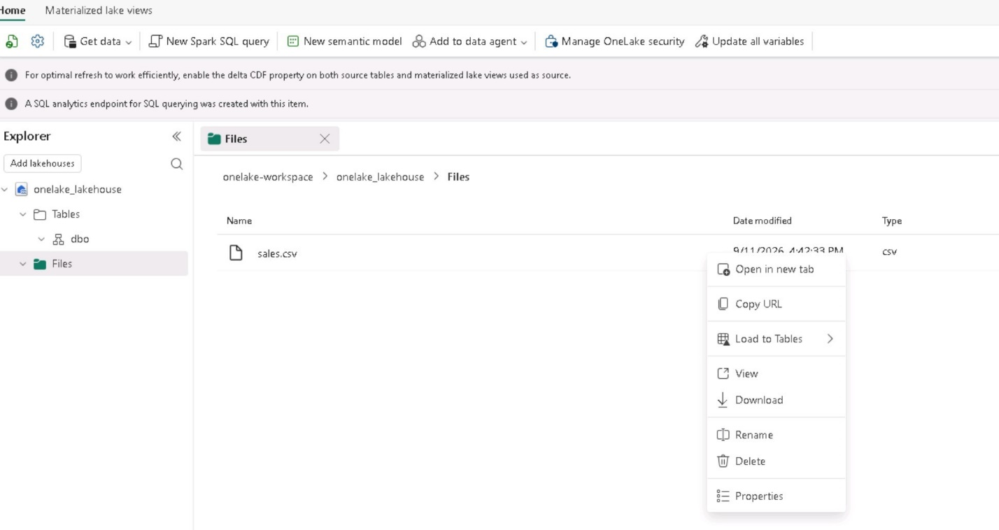 Home Materialized lake views
Get data New Spark SQL query New semantic model Add to data agent Manage OneLake security Update all variables
For optimal refresh to work efficiently, enable the delta CDF property on both source tables and materialized lake views used as source.
A SQL analytics endpoint for SQL querying was created with this item.
Explorer
Add lakehouses
onelake_lakehouse
Tables
dbo
Files
Files
onelake-workspace > onelake_lakehouse > Files
Name Date modified Type
sales.csv 9/11/2026, 4:42:33 PM csv
Open in new tab
Copy URL
Load to Tables
View
Download
Rename
Delete
Properties